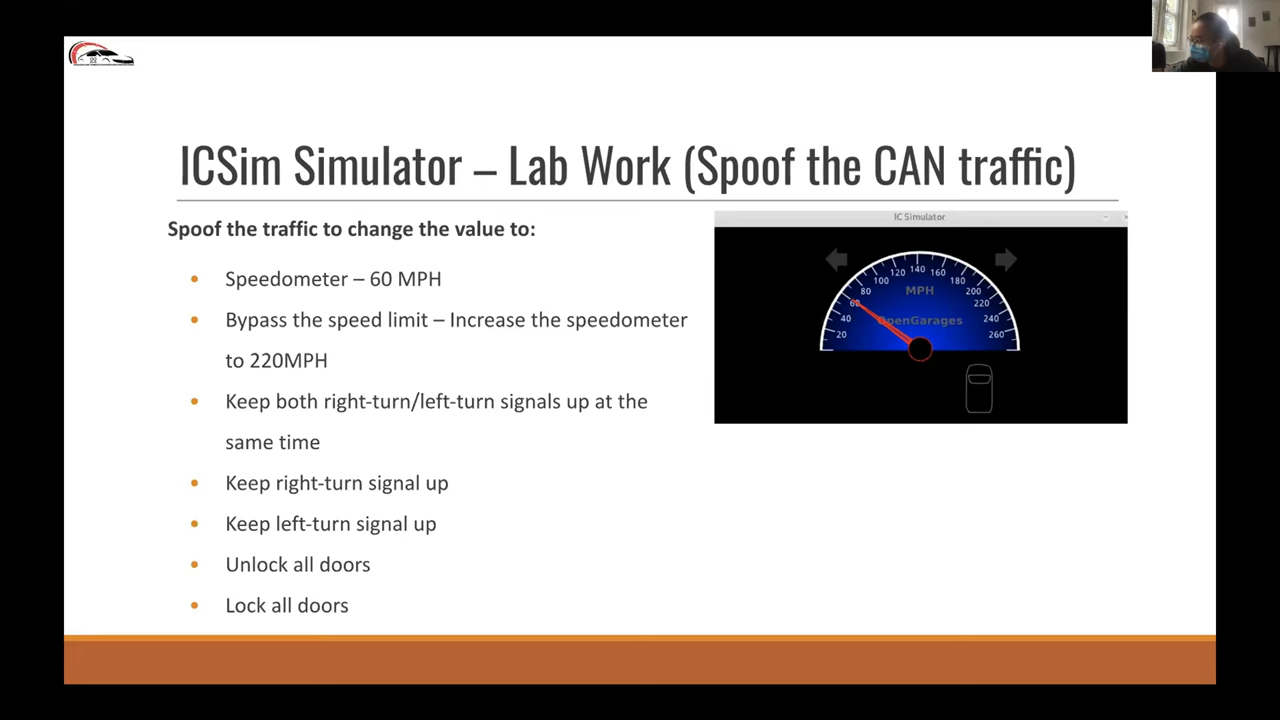 ICSim Simulator – Lab Work (Spoof the CAN traffic)
Spoof the traffic to change the value to:
• Speedometer – 60 MPH
• Bypass the speed limit – Increase the speedometer
to 220MPH
• Keep both right-turn/left-turn signals up at the
same time
• Keep right-turn signal up
• Keep left-turn signal up
• Unlock all doors
• Lock all doors
IC Simulator
20 40 60 80 100 120 140 160 180 200 220 240 260
MPH
OpenGarages